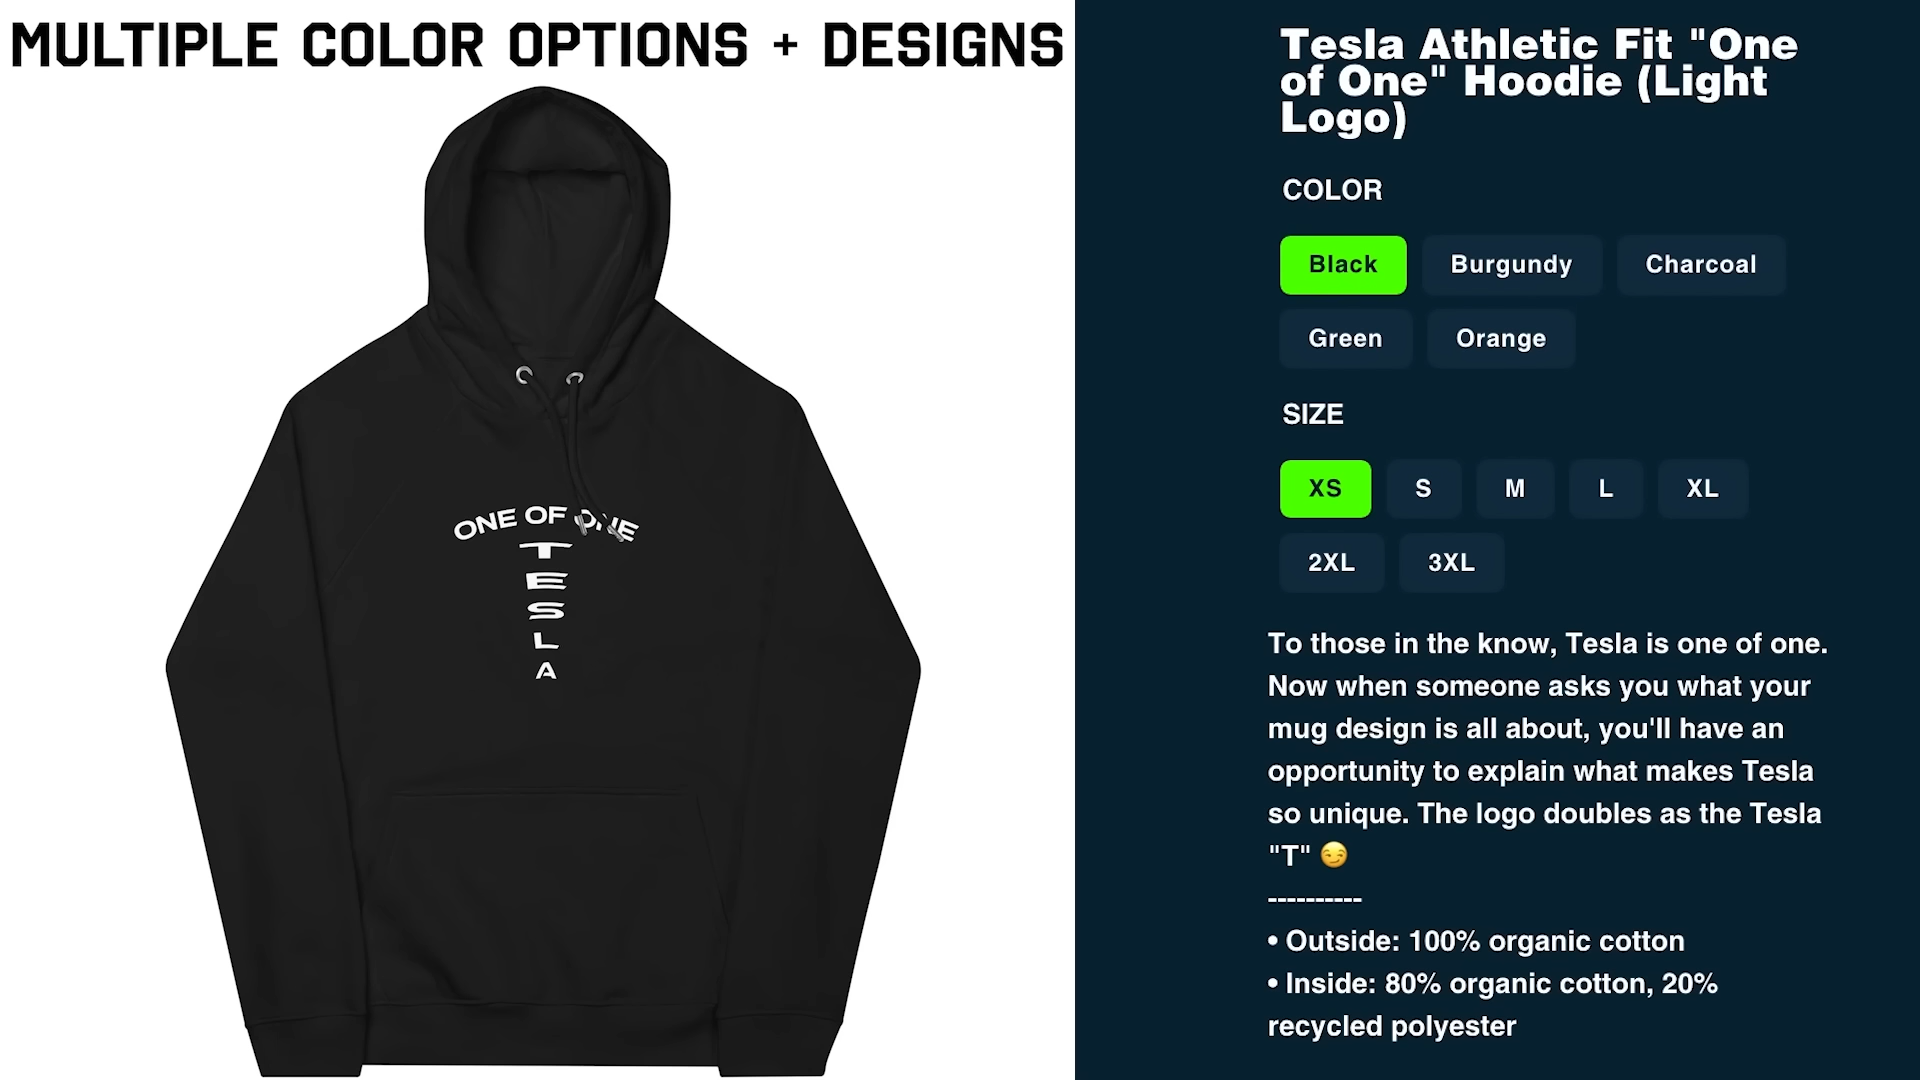 MULTIPLE COLOR OPTIONS + DESIGNS
ONE OF ONE
T
E
S
L
A
Tesla Athletic Fit "One
of One" Hoodie (Light
Logo)
COLOR
Black Burgundy Charcoal
Green Orange
SIZE
XS S M L XL
2XL 3XL
To those in the know, Tesla is one of one.
Now when someone asks you what your
mug design is all about, you'll have an
opportunity to explain what makes Tesla
so unique. The logo doubles as the Tesla
"T" 😏
----------
• Outside: 100% organic cotton
• Inside: 80% organic cotton, 20%
recycled polyester